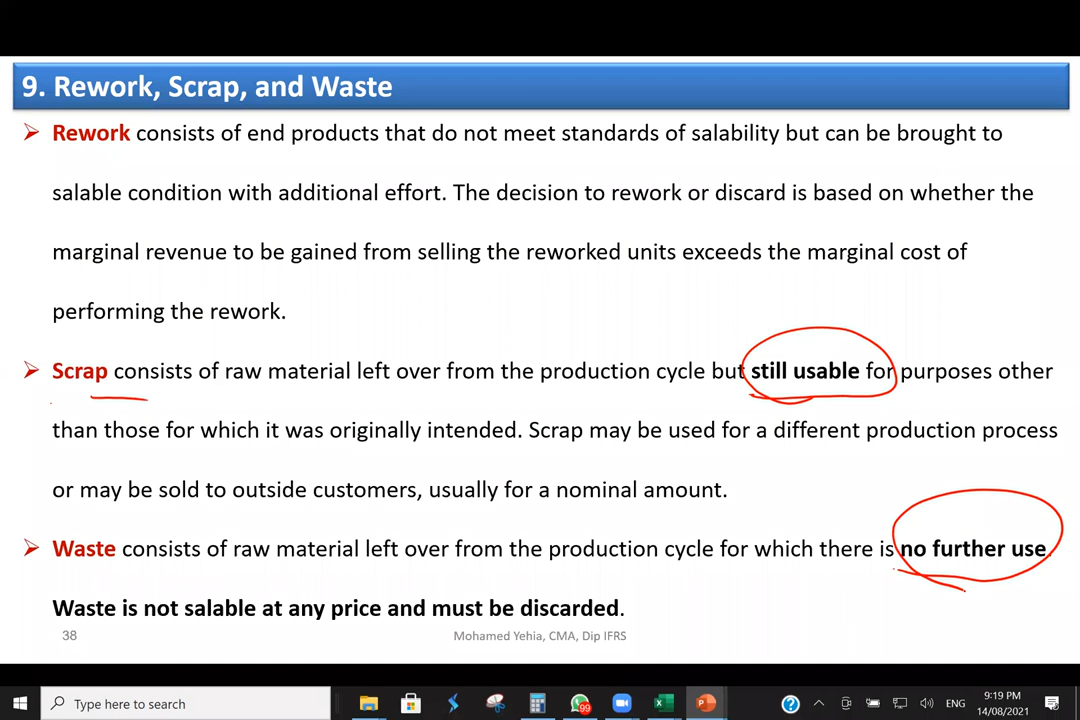 9. Rework, Scrap, and Waste
Rework consists of end products that do not meet standards of salability but can be brought to
salable condition with additional effort. The decision to rework or discard is based on whether the
marginal revenue to be gained from selling the reworked units exceeds the marginal cost of
performing the rework.
Scrap consists of raw material left over from the production cycle but still usable for purposes other
than those for which it was originally intended. Scrap may be used for a different production process
or may be sold to outside customers, usually for a nominal amount.
Waste consists of raw material left over from the production cycle for which there is no further use.
Waste is not salable at any price and must be discarded.
38
Mohamed Yehia, CMA, Dip IFRS
Type here to search
99
ENG
9:19 PM
14/08/2021